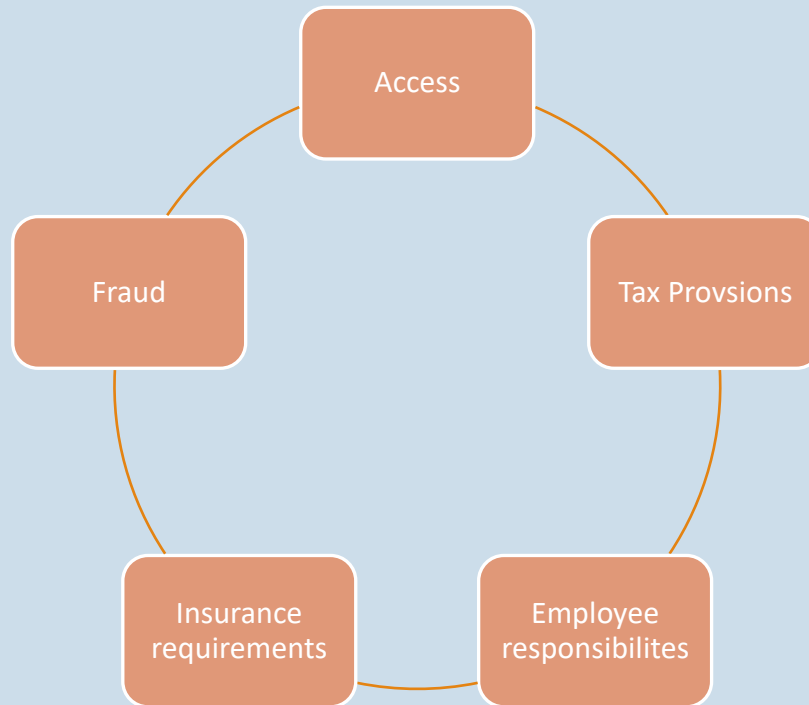 Access
Fraud
Tax Provsions
Insurance
requirements
Employee
responsibilites